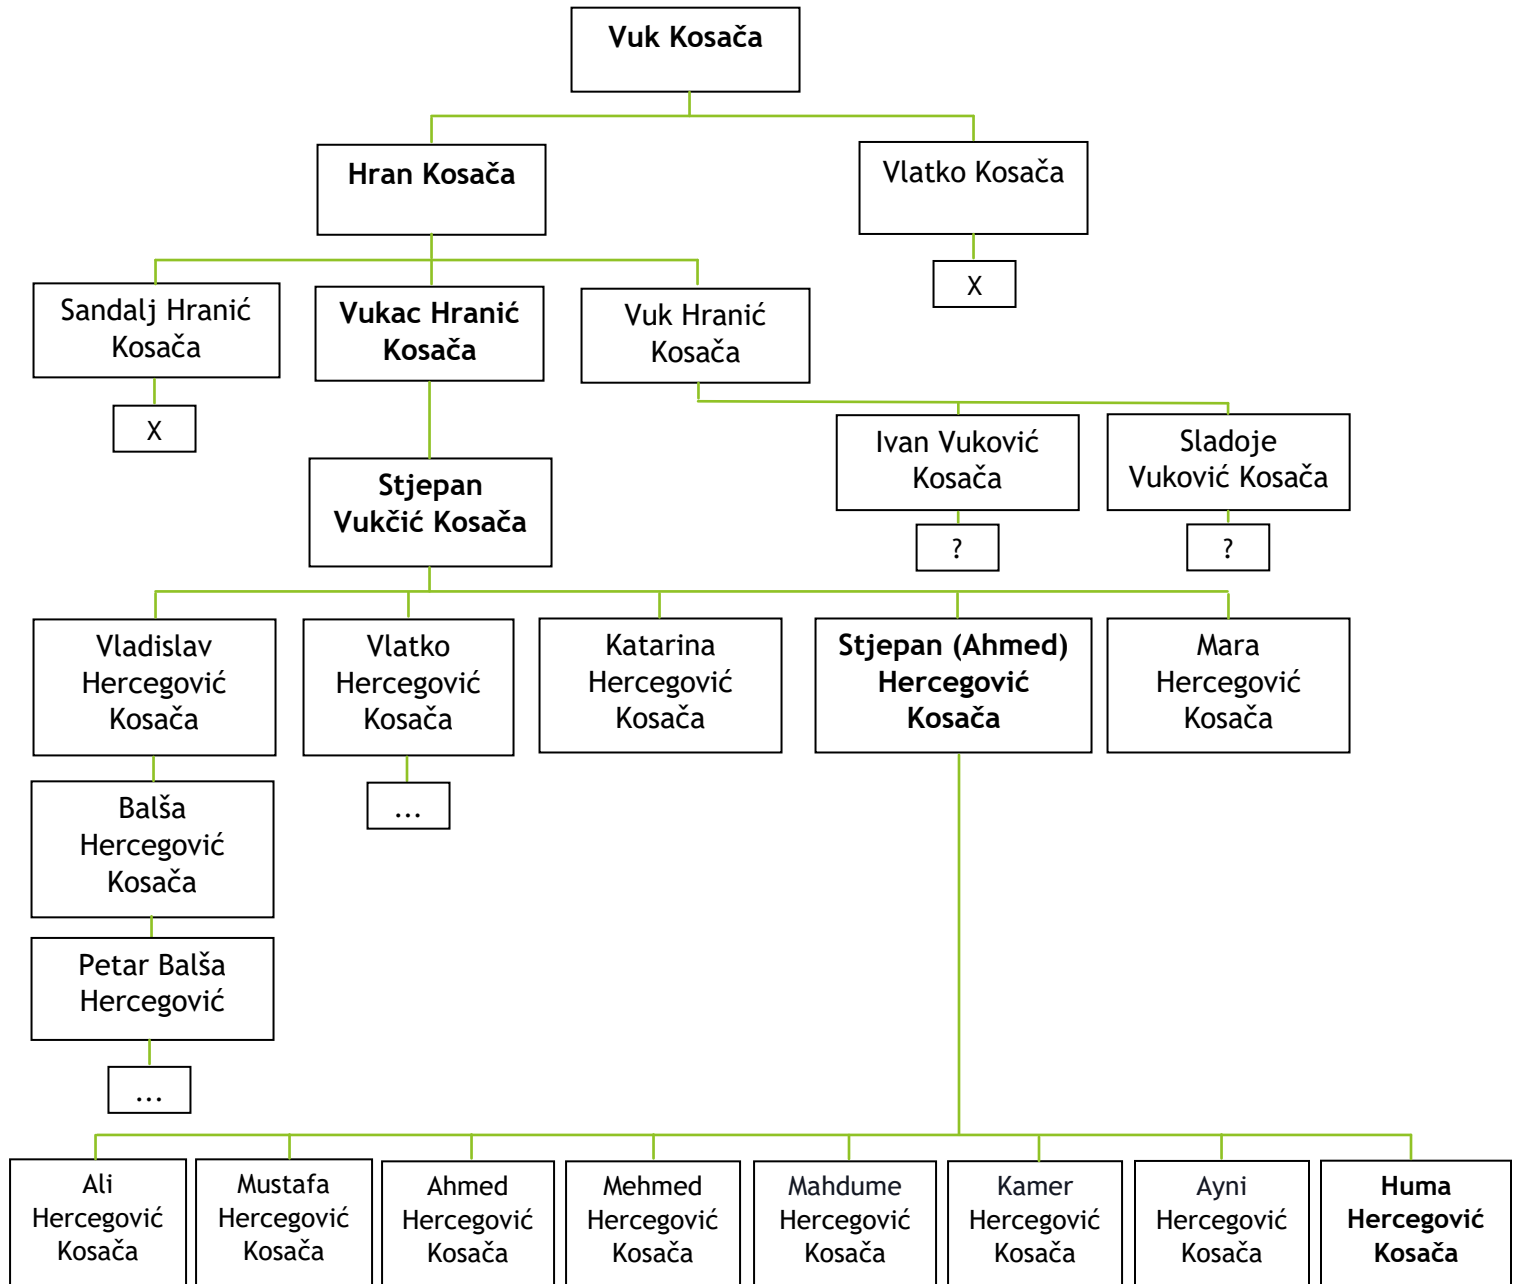 Vuk Kosača
Hran Kosača
Vlatko Kosača
X
Sandalj Hranić
Kosača
Vukac Hranić
Kosača
Vuk Hranić
Kosača
X
Ivan Vuković
Kosača
Sladoje
Vuković Kosača
?
?
Stjepan
Vukčić Kosača
Vladislav
Hercegović
Kosača
Vlatko
Hercegović
Kosača
Katarina
Hercegović
Kosača
Stjepan (Ahmed)
Hercegović
Kosača
Mara
Hercegović
Kosača
Balša
Hercegović
Kosača
...
Petar Balša
Hercegović
...
Ali
Hercegović
Kosača
Mustafa
Hercegović
Kosača
Ahmed
Hercegović
Kosača
Mehmed
Hercegović
Kosača
Mahdume
Hercegović
Kosača
Kamer
Hercegović
Kosača
Ayni
Hercegović
Kosača
Huma
Hercegović
Kosača